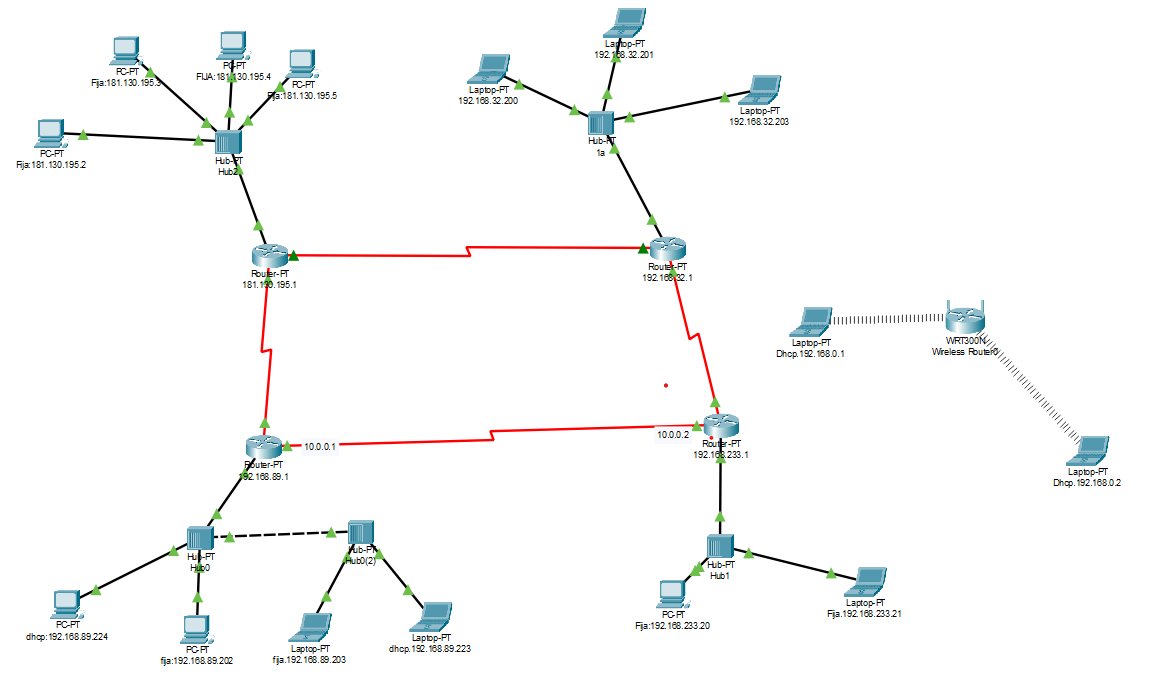 Laptop-PT
192.168.32.201
PC-PT
Fija:181.130.195.3
PC-PT
FIJA:181.130.195.4
PC-PT
Fija:181.130.195.5
Laptop-PT
192.168.32.200
Laptop-PT
192.168.32.203
PC-PT
Fija:181.130.195.2
Hub-PT
Hub2
Hub-PT
1a
Router-PT
181.130.195.1
Router-PT
192.168.32.1
Laptop-PT
Dhcp.192.168.0.1
WRT300N
Wireless Router0
10.0.0.1
10.0.0.2
Router-PT
192.168.89.1
Router-PT
192.168.233.1
Laptop-PT
Dhcp.192.168.0.2
Hub-PT
Hub0
Hub-PT
Hub0(2)
Hub-PT
Hub1
PC-PT
dhcp:192.168.89.224
PC-PT
fija:192.168.89.202
Laptop-PT
fija.192.168.89.203
Laptop-PT
dhcp.192.168.89.223
PC-PT
Fija:192.168.233.20
Laptop-PT
Fija.192.168.233.21